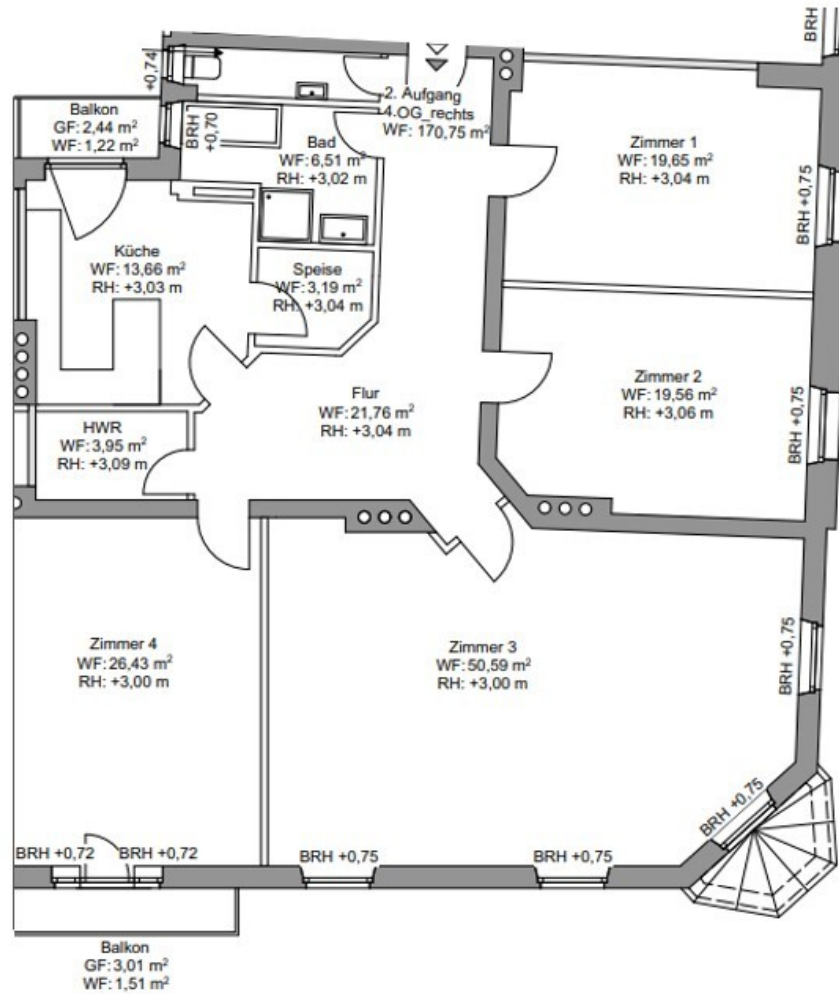 BRH
+0,74
2. Aufgang
4.OG_rechts
WF: 170,75 m²
Balkon
GF: 2,44 m²
WF: 1,22 m²
BRH
+0,70
Bad
WF: 6,51 m²
RH: +3,02 m
Zimmer 1
WF: 19,65 m²
RH: +3,04 m
BRH +0,75
Küche
WF: 13,66 m²
RH: +3,03 m
Speise
WF: 3,19 m²
RH: +3,04 m
Flur
WF: 21,76 m²
RH: +3,04 m
Zimmer 2
WF: 19,56 m²
RH: +3,06 m
BRH +0,75
HWR
WF: 3,95 m²
RH: +3,09 m
Zimmer 4
WF: 26,43 m²
RH: +3,00 m
Zimmer 3
WF: 50,59 m²
RH: +3,00 m
BRH +0,75
BRH +0,75
BRH +0,72
BRH +0,72
BRH +0,75
BRH +0,75
Balkon
GF: 3,01 m²
WF: 1,51 m²